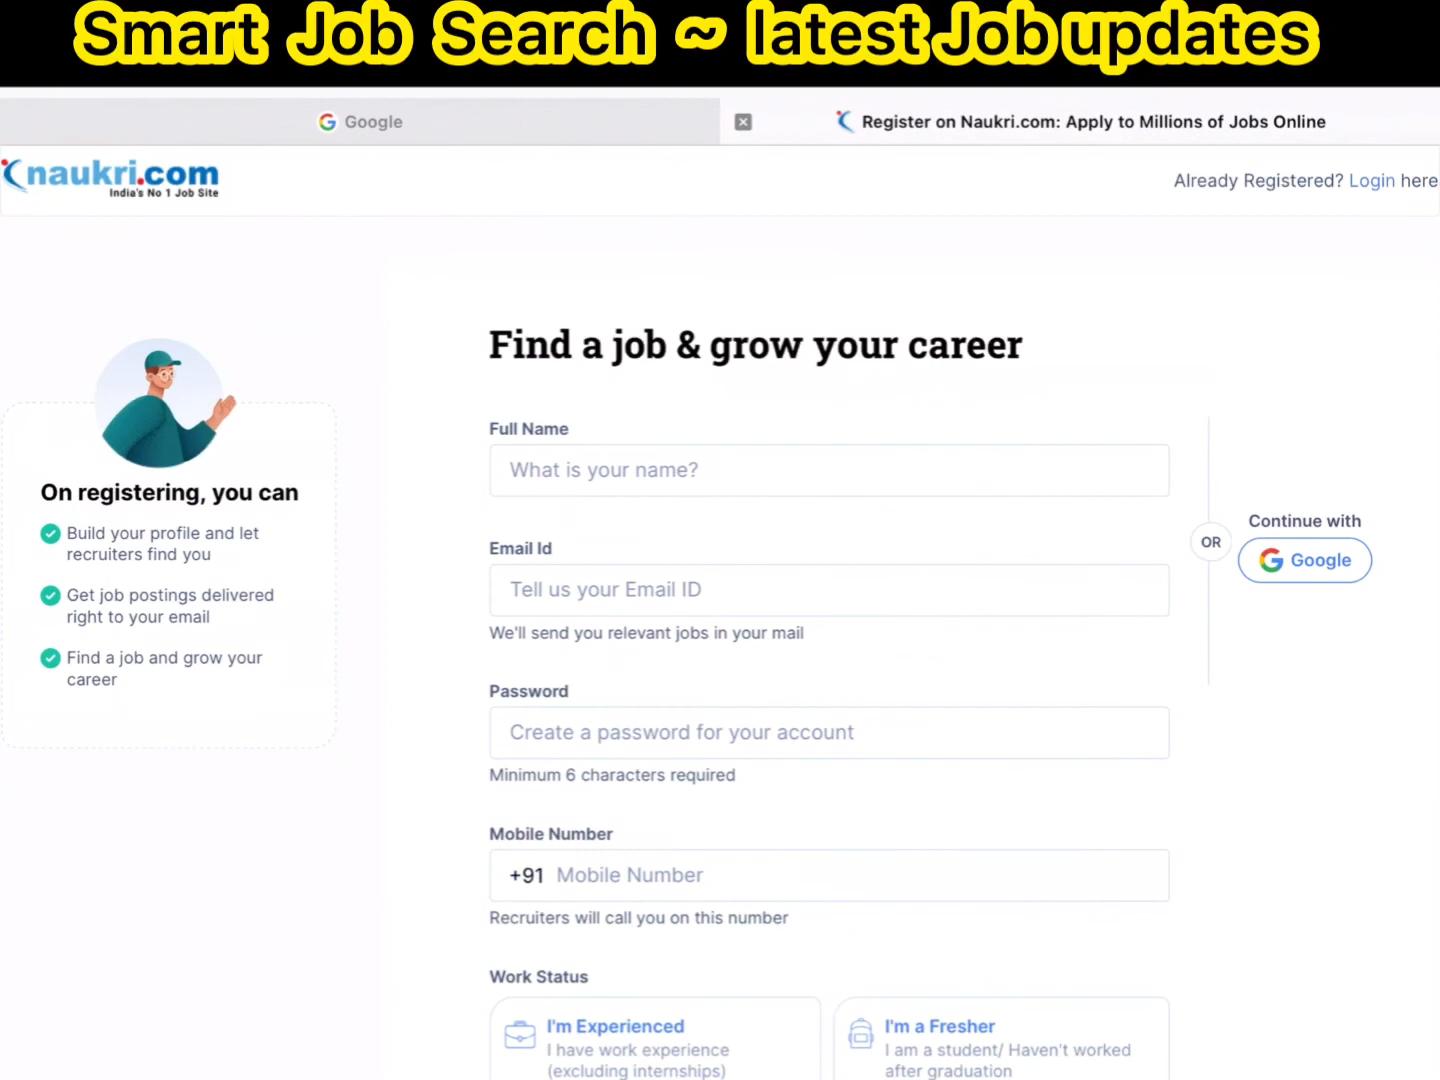 Smart Job Search ~ latest Job updates
Google
Register on Naukri.com: Apply to Millions of Jobs Online
naukri.com
India's No 1 Job Site
Already Registered? Login here
Find a job & grow your career
Full Name
What is your name?
Email Id
Tell us your Email ID
We'll send you relevant jobs in your mail
Password
Create a password for your account
Minimum 6 characters required
Mobile Number
+91 Mobile Number
Recruiters will call you on this number
Work Status
I'm Experienced
I have work experience
(excluding internships)
I'm a Fresher
I am a student/ Haven't worked
after graduation
OR
Continue with
Google
On registering, you can
Build your profile and let
recruiters find you
Get job postings delivered
right to your email
Find a job and grow your
career